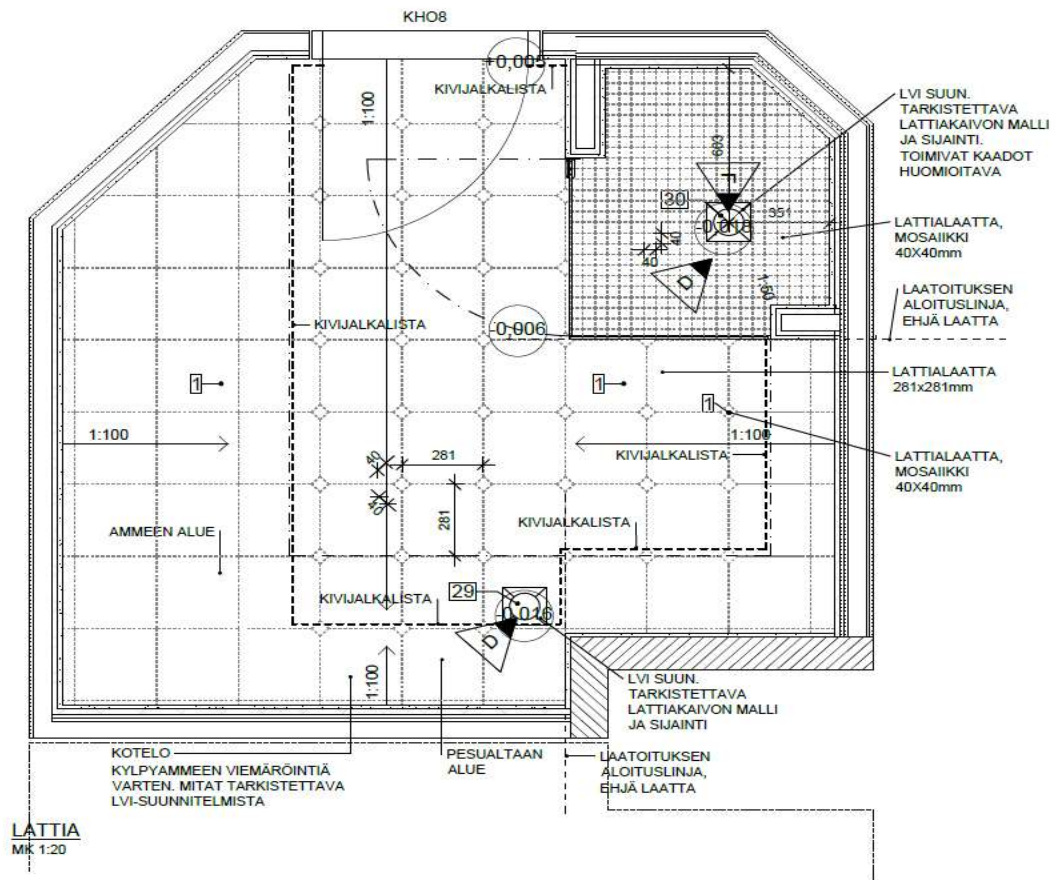 KHO8
+0,005
KIVIJALKALISTA
1:100
LVI SUUN.
TARKISTETTAVA
LATTIAKAIVON MALLI
JA SIJAINTI.
TOIMIVAT KAADOT
HUOMIOITAVA
603
30
351
-0,018
40
40
D
LATTIALAATTA,
MOSAIIKKI
40X40mm
LAATOITUKSEN
ALOITUSLINJA,
EHJÄ LAATTA
KIVIJALKALISTA
-0,006
1
1
LATTIALAATTA
281x281mm
1
1:100
1:100
KIVIJALKALISTA
LATTIALAATTA,
MOSAIIKKI
40X40mm
40
281
40
281
KIVIJALKALISTA
AMMEEN ALUE
29
KIVIJALKALISTA
-0,016
D
1:100
LVI SUUN.
TARKISTETTAVA
LATTIAKAIVON MALLI
JA SIJAINTI
KOTELO
KYLPYAMMEEN VIEMÄRÖINTIÄ
VARTEN. MITAT TARKISTETTAVA
LVI-SUUNNITELMISTA
PESUALTAAN
ALUE
LAATOITUKSEN
ALOITUSLINJA,
EHJÄ LAATTA
LATTIA
MK 1:20